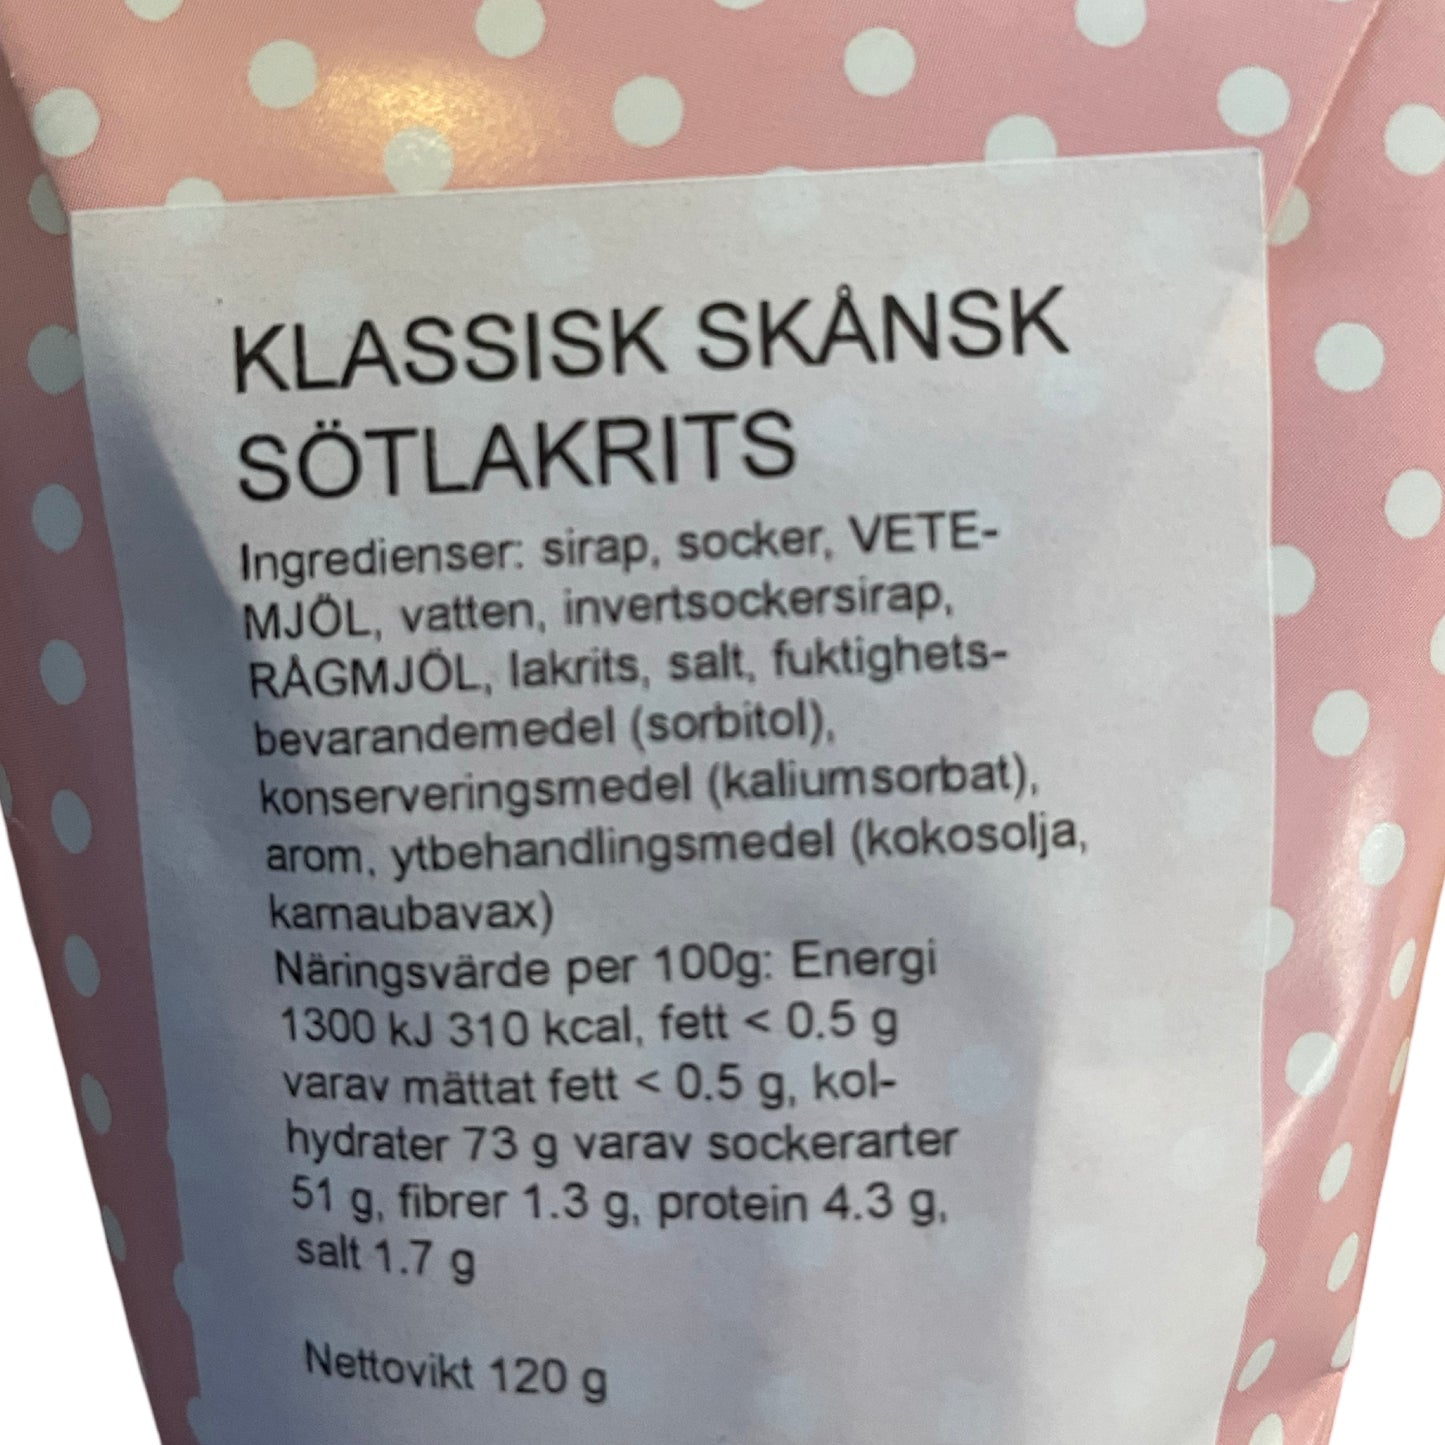 KLASSISK SKÅNSK
SÖTLAKRITS
Ingredienser: sirap, socker, VETE-
MJÖL, vatten, invertsockersirap,
RÅGMJÖL, lakrits, salt, fuktighets-
bevarandemedel (sorbitol),
konserveringsmedel (kaliumsorbat),
arom, ytbehandlingsmedel (kokosolja,
karnaubavax)
Näringsvärde per 100g: Energi
1300 kJ 310 kcal, fett < 0.5 g
varav mättat fett < 0.5 g, kol-
hydrater 73 g varav sockerarter
51 g, fibrer 1.3 g, protein 4.3 g,
salt 1.7 g
Nettovikt 120 g